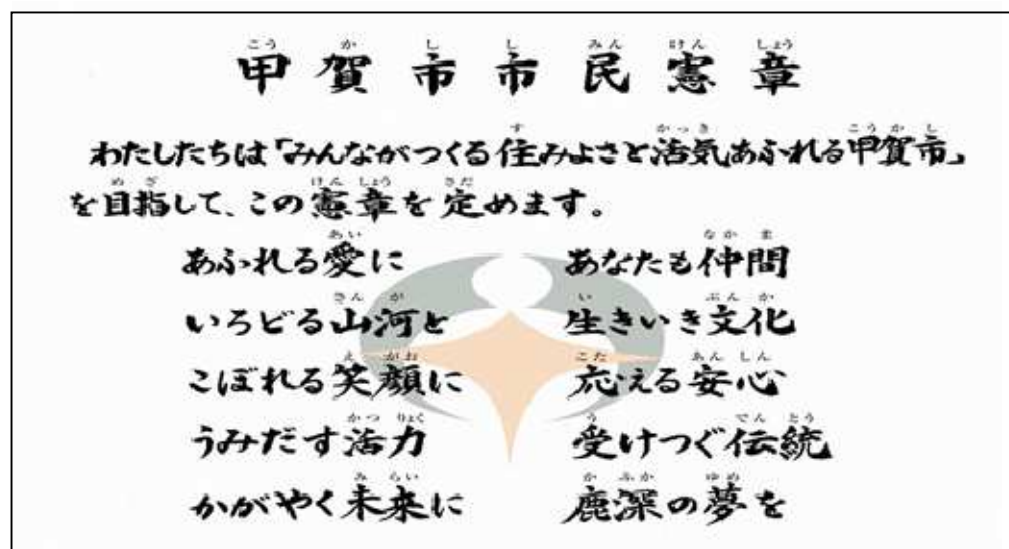 甲賀市市民憲章
わたしたちは「みんながつくる住みよさと活気あふれる甲賀市」
を目指して、この憲章を定めます。
あふれる愛に　あなたも仲間
いろどる山河と　生きいき文化
こぼれる笑顔に　応える安心
うみだす活力　受けつぐ伝統
かがやく未来に　鹿深の夢を